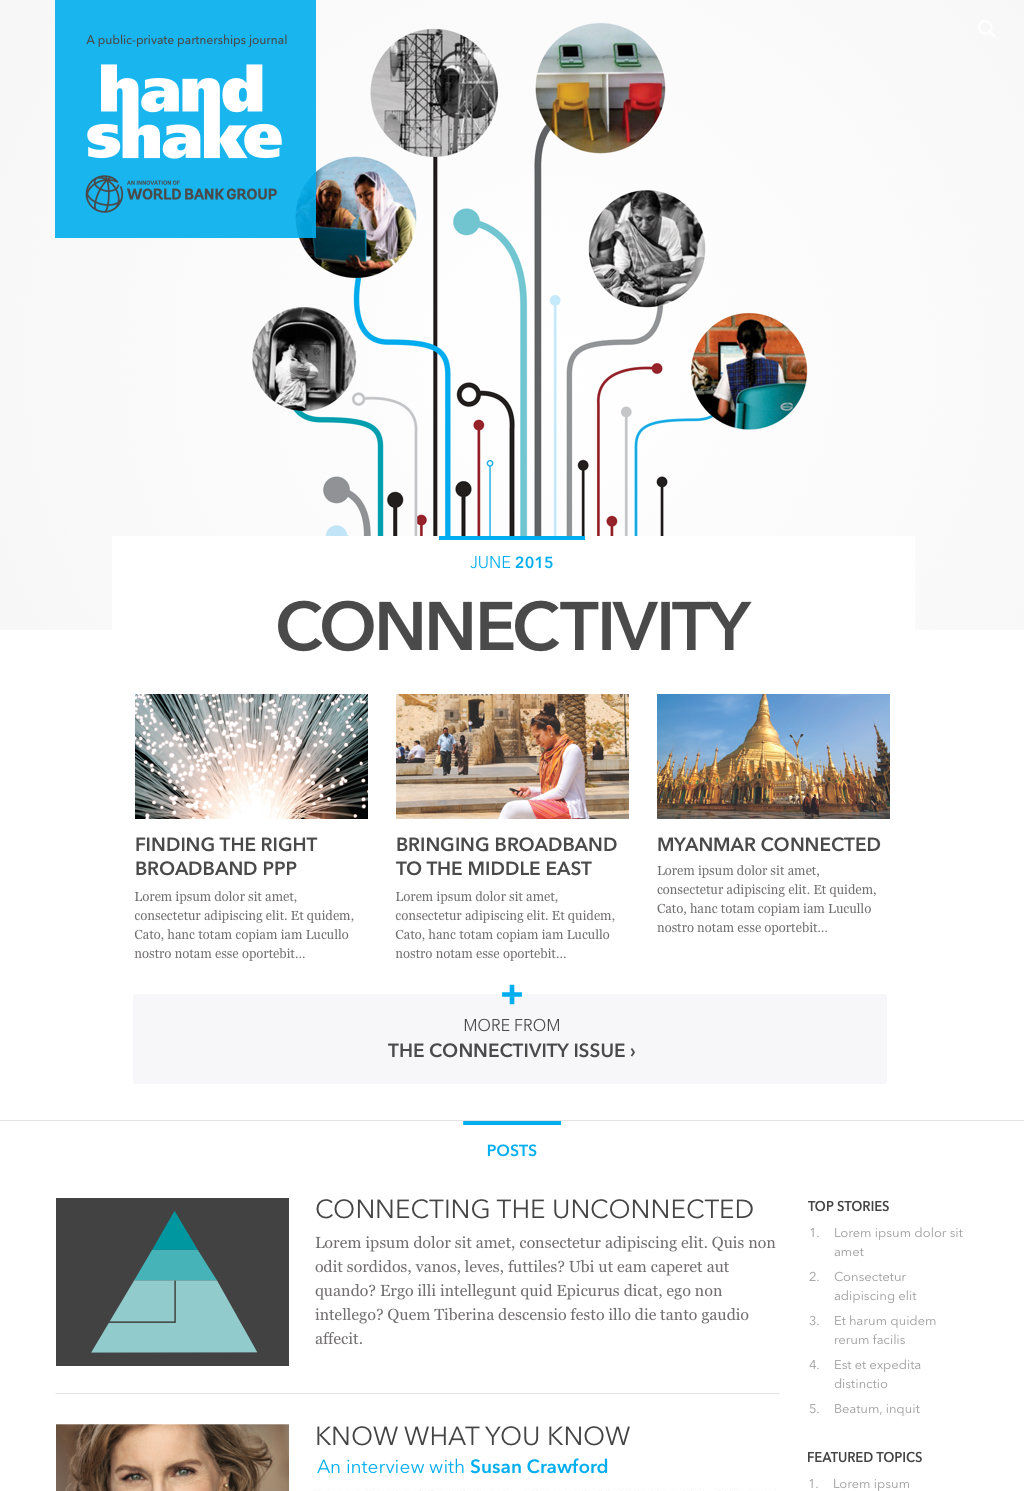 A public-private partnerships journal
hand
shake
AN INNOVATION OF
WORLD BANK GROUP
JUNE 2015
CONNECTIVITY
FINDING THE RIGHT
BROADBAND PPP
Lorem ipsum dolor sit amet,
consectetur adipiscing elit. Et quidem,
Cato, hanc totam copiam iam Lucullo
nostro notam esse oportebit...
BRINGING BROADBAND
TO THE MIDDLE EAST
Lorem ipsum dolor sit amet,
consectetur adipiscing elit. Et quidem,
Cato, hanc totam copiam iam Lucullo
nostro notam esse oportebit...
MYANMAR CONNECTED
Lorem ipsum dolor sit amet,
consectetur adipiscing elit. Et quidem,
Cato, hanc totam copiam iam Lucullo
nostro notam esse oportebit...
+
MORE FROM
THE CONNECTIVITY ISSUE ›
POSTS
CONNECTING THE UNCONNECTED
Lorem ipsum dolor sit amet, consectetur adipiscing elit. Quis non
odit sordidos, vanos, leves, futtiles? Ubi ut eam caperet aut
quando? Ergo illi intellegunt quid Epicurus dicat, ego non
intellego? Quem Tiberina descensio festo illo die tanto gaudio
affecit.
KNOW WHAT YOU KNOW
An interview with Susan Crawford
TOP STORIES
1. Lorem ipsum dolor sit
amet
2. Consectetur
adipiscing elit
3. Et harum quidem
rerum facilis
4. Est et expedita
distinctio
5. Beatum, inquit
FEATURED TOPICS
1. Lorem ipsum